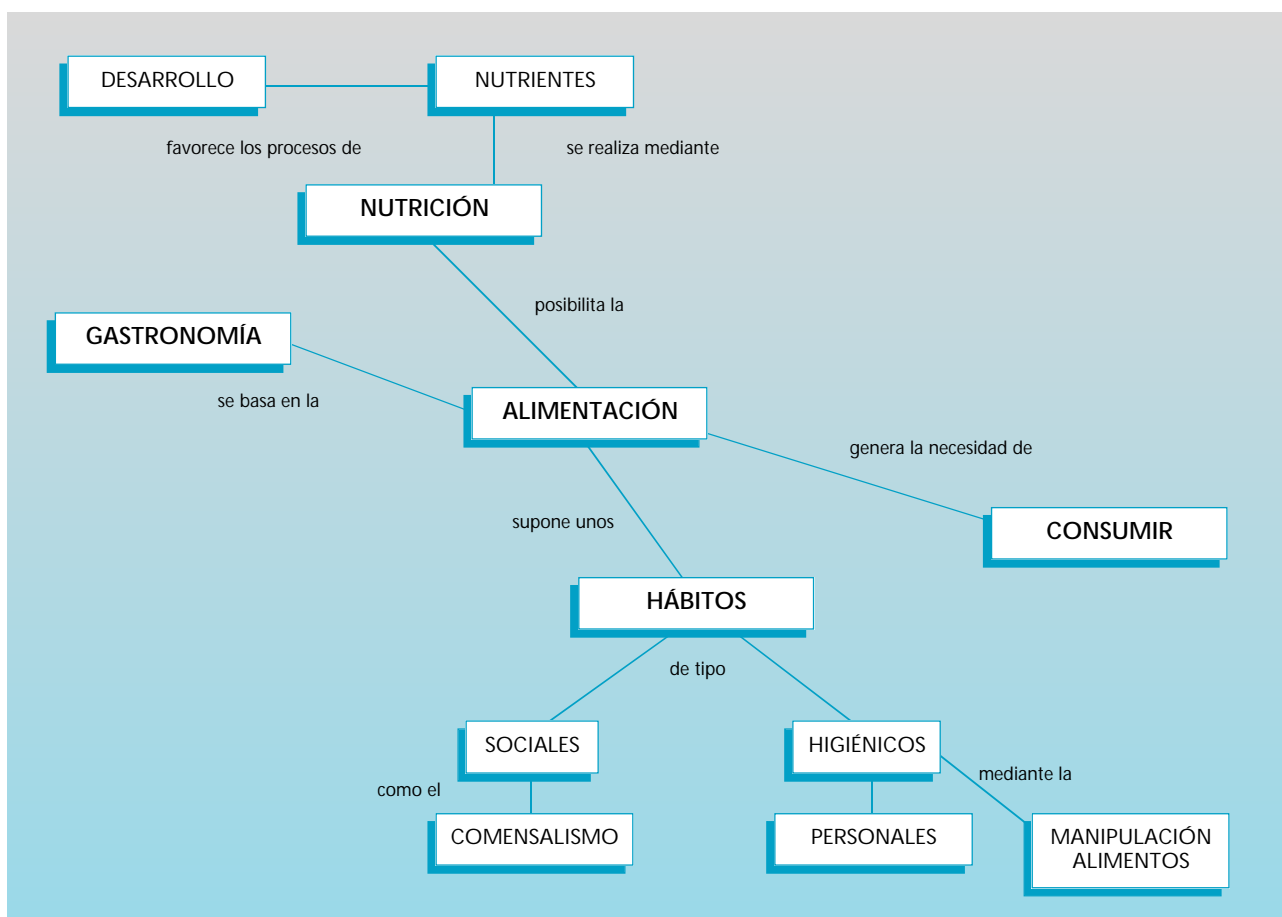 DESARROLLO
NUTRIENTES
favorece los procesos de
se realiza mediante
NUTRICIÓN
posibilita la
GASTRONOMÍA
se basa en la
ALIMENTACIÓN
genera la necesidad de
supone unos
CONSUMIR
HÁBITOS
de tipo
SOCIALES
HIGIÉNICOS
como el
mediante la
COMENSALISMO
PERSONALES
MANIPULACIÓN
ALIMENTOS